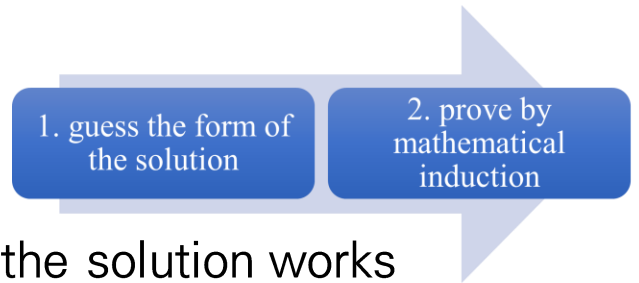 1. guess the form of
the solution
2. prove by
mathematical
induction
the solution works